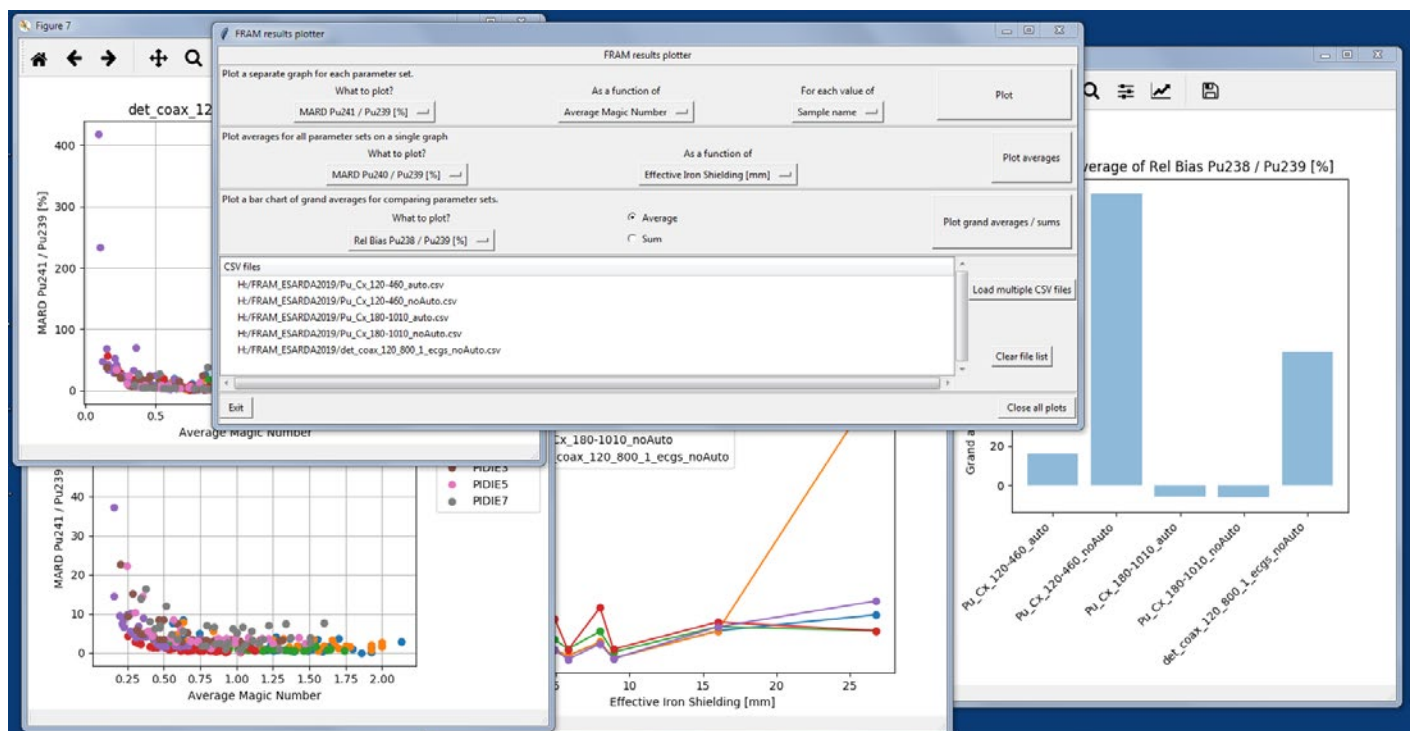 Figure 7
FRAM results plotter
FRAM results plotter
Plot a separate graph for each parameter set.
What to plot?
As a function of
For each value of
MARD Pu241 / Pu239 [%]
Average Magic Number
Sample name
Plot
Plot averages for all parameter sets on a single graph
What to plot?
As a function of
MARD Pu240 / Pu239 [%]
Effective Iron Shielding [mm]
Plot averages
Plot a bar chart of grand averages for comparing parameter sets.
What to plot?
Average
Rel Bias Pu238 / Pu239 [%]
Sum
Plot grand averages / sums
CSV files
H:/FRAM_ESARDA2019/Pu_Cx_120-460_auto.csv
H:/FRAM_ESARDA2019/Pu_Cx_120-460_noAuto.csv
H:/FRAM_ESARDA2019/Pu_Cx_180-1010_auto.csv
H:/FRAM_ESARDA2019/Pu_Cx_180-1010_noAuto.csv
H:/FRAM_ESARDA2019/det_coax_120_800_1_ecgs_noAuto.csv
Load multiple CSV files
Clear file list
Exit
Close all plots
det_coax_12
MARD Pu241 / Pu239 [%]
400
300
200
100
0
0.0 0.5
Average Magic Number
MARD Pu241 / Pu239
40
30
20
10
0
0.25 0.50 0.75 1.00 1.25 1.50 1.75 2.00
Average Magic Number
PIDIE3
PIDIE5
PIDIE7
Cx_180-1010_noAuto
coax_120_800_1_ecgs_noAuto
5 10 15 20 25
Effective Iron Shielding [mm]
verage of Rel Bias Pu238 / Pu239 [%]
Grand a
20
0
Pu_Cx_120-460_auto
Pu_Cx_120-460_noAuto
Pu_Cx_180-1010_auto
Pu_Cx_180-1010_noAuto
det_coax_120_800_1_ecgs_noAuto